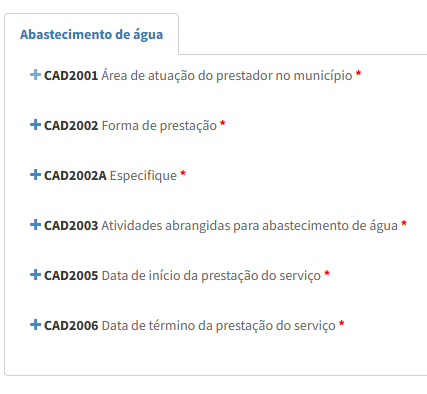 Abastecimento de água
CAD2001 Área de atuação do prestador no município *
CAD2002 Forma de prestação *
CAD2002A Especifique *
CAD2003 Atividades abrangidas para abastecimento de água *
CAD2005 Data de início da prestação do serviço *
CAD2006 Data de término da prestação do serviço *